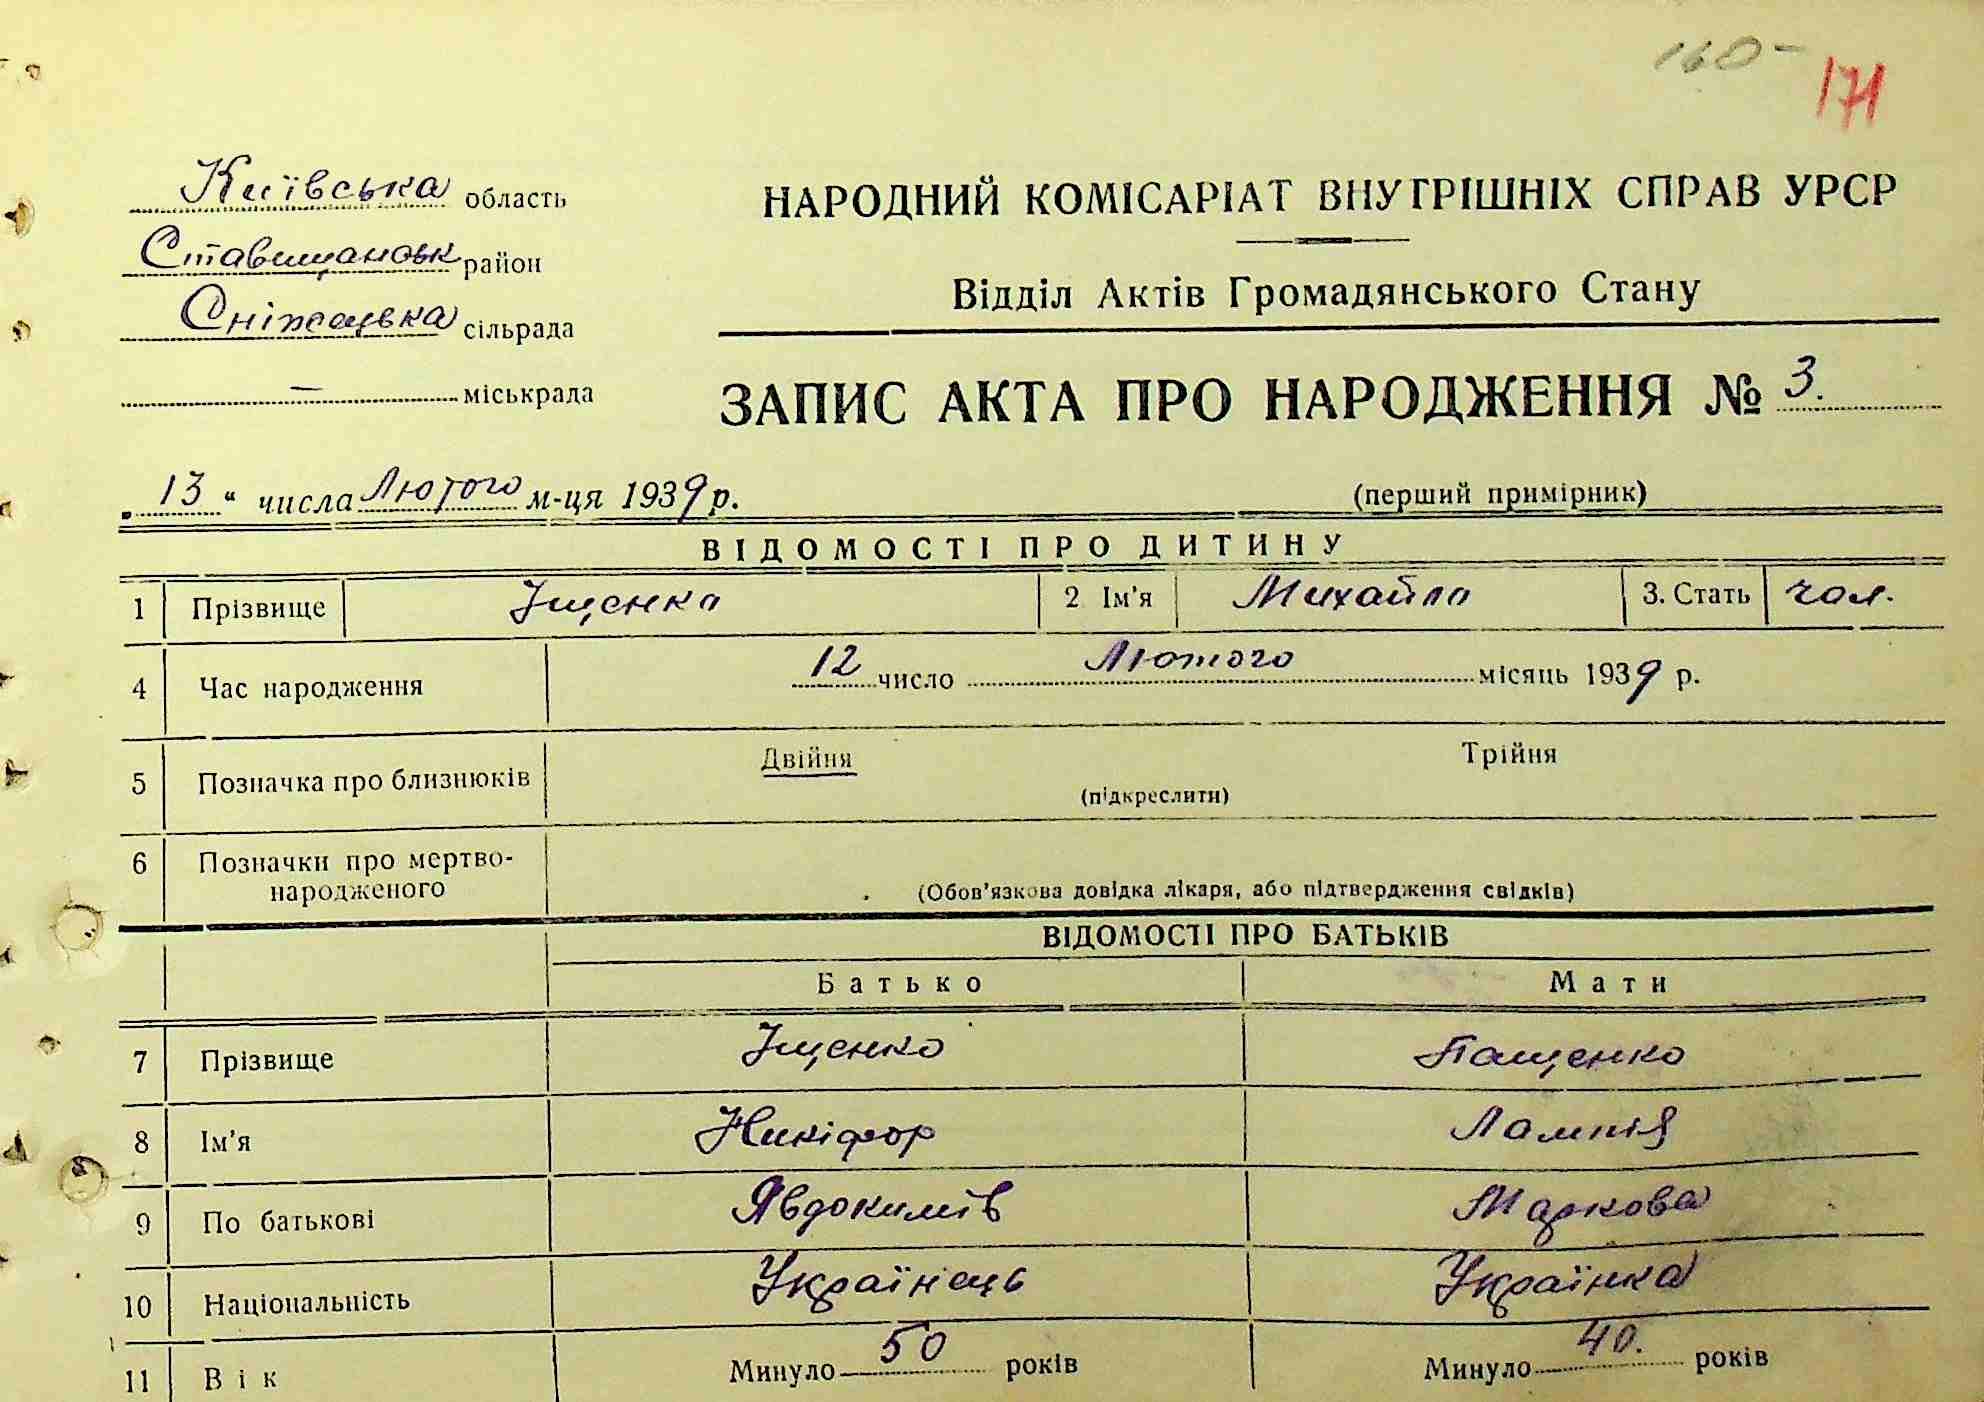 160 –
171
Київська область
Ставищанськ район
Сніжацька сільрада
— міськрада
НАРОДНИЙ КОМІСАРІАТ ВНУТРІШНІХ СПРАВ УРСР
Відділ Актів Громадянського Стану
ЗАПИС АКТА ПРО НАРОДЖЕННЯ № 3.
„ 13 “ числа Лютого м-ця 1939 р.
(перший примірник)
ВІДОМОСТІ ПРО ДИТИНУ
1 Прізвище Іщенко 2 Ім'я Михайло 3. Стать чол.
4 Час народження 12 число Лютого місяць 1939 р.
5 Позначка про близнюків Двійня Трійня
(підкреслити)
6 Позначки про мертво-
народженого
(Обов'язкова довідка лікаря, або підтвердження свідків)
ВІДОМОСТІ ПРО БАТЬКІВ
Батько Мати
7 Прізвище Іщенко Пащенко
8 Ім'я Никіфор Лампія
9 По батькові Явдокимів Маркова
10 Національність Українець Українка
11 Вік Минуло 50 років Минуло 40. років